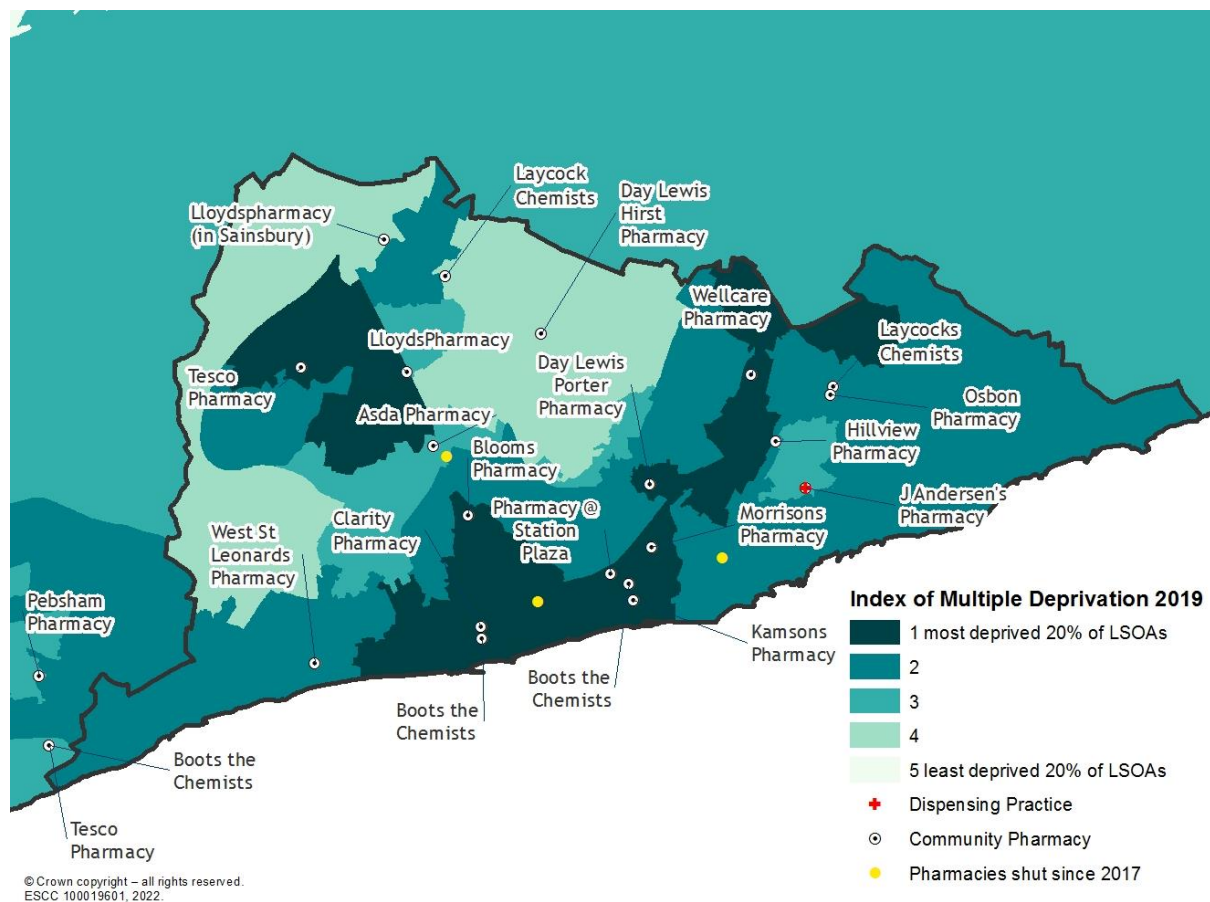 Laycock
Chemists
Day Lewis
Hirst
Pharmacy
Lloydspharmacy
(in Sainsbury)
Wellcare
Pharmacy
Laycocks
Chemists
LloydsPharmacy
Tesco
Pharmacy
Day Lewis
Porter
Pharmacy
Osbon
Pharmacy
Asda Pharmacy
Hillview
Pharmacy
Blooms
Pharmacy
J Andersen's
Pharmacy
Pharmacy @
Station
Plaza
Morrisons
Pharmacy
Clarity
Pharmacy
West St
Leonards
Pharmacy
Pebsham
Pharmacy
Kamsons
Pharmacy
Boots the
Chemists
Boots the
Chemists
Boots the
Chemists
Tesco
Pharmacy
Index of Multiple Deprivation 2019
1 most deprived 20% of LSOAs
2
3
4
5 least deprived 20% of LSOAs
Dispensing Practice
Community Pharmacy
Pharmacies shut since 2017
© Crown copyright – all rights reserved.
ESCC 100019601, 2022.